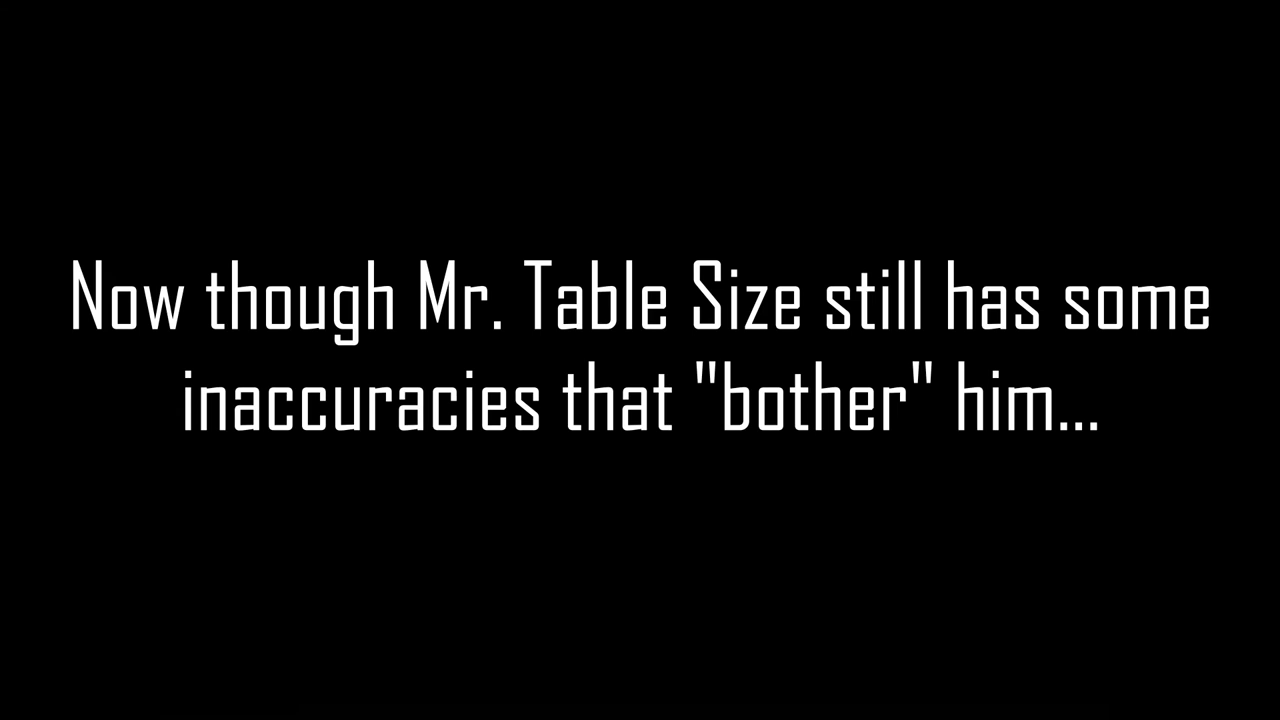 Now though Mr. Table Size still has some
inaccuracies that "bother" him...